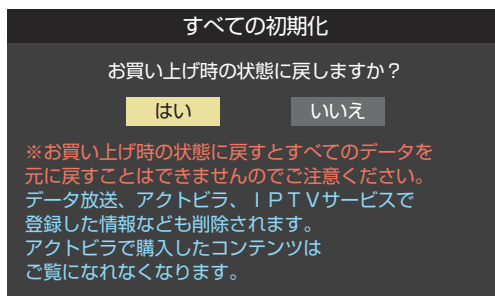 すべての初期化
お買い上げ時の状態に戻しますか？
はい いいえ
※お買い上げ時の状態に戻すとすべてのデータを
元に戻すことはできませんのでご注意ください。
データ放送、アクトビラ、ＩＰＴＶサービスで
登録した情報なども削除されます。
アクトビラで購入したコンテンツは
ご覧になれなくなります。